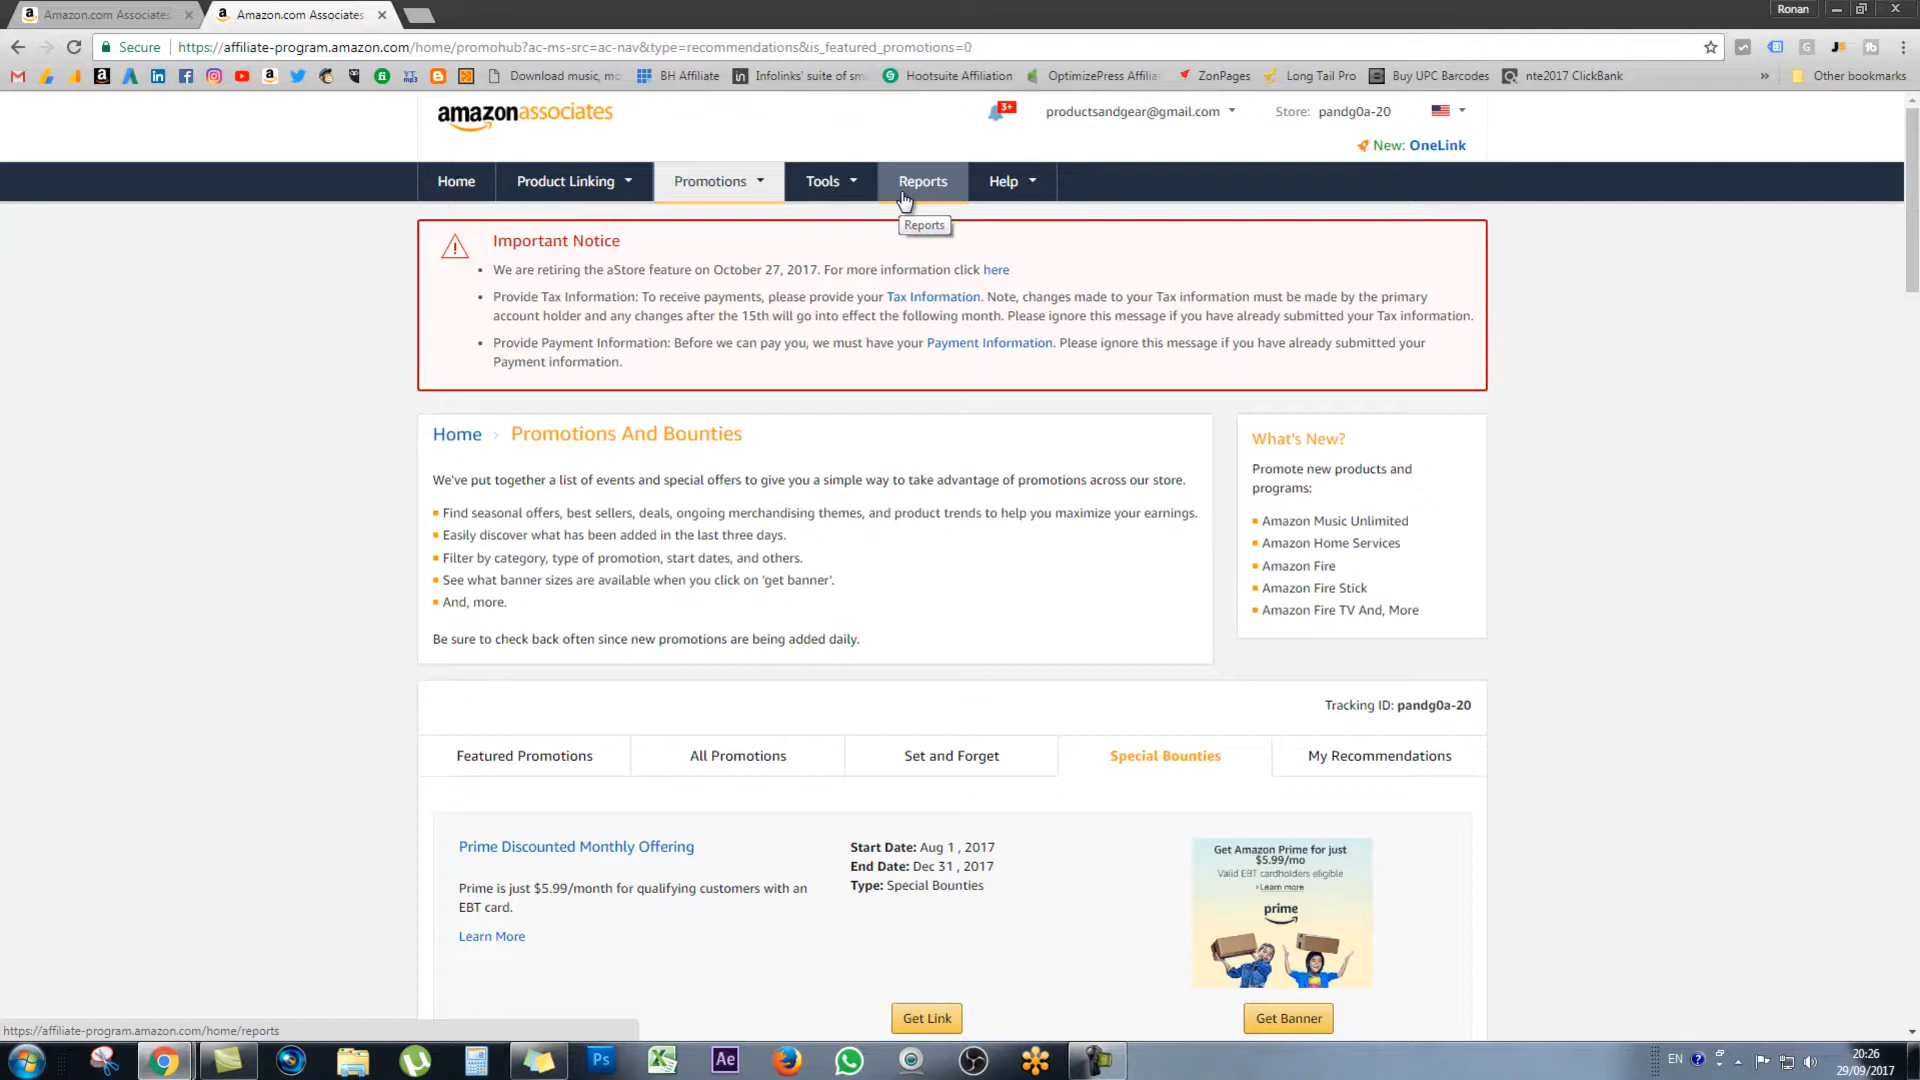 Amazon.com Associates
Amazon.com Associates
Ronan
Secure
https://affiliate-program.amazon.com/home/promohub?ac-ms-src=ac-nav&type=recommendations&is_featured_promotions=0
Download music, mo
BH Affiliate
Infolinks' suite of sm
Hootsuite Affiliation
OptimizePress Affilia
ZonPages
Long Tail Pro
Buy UPC Barcodes
nte2017 ClickBank
»
Other bookmarks
amazonassociates
3+
productsandgear@gmail.com
Store: pandg0a-20
New: OneLink
Home
Product Linking
Promotions
Tools
Reports
Help
Reports
Important Notice
We are retiring the aStore feature on October 27, 2017. For more information click here
Provide Tax Information: To receive payments, please provide your Tax Information. Note, changes made to your Tax information must be made by the primary
account holder and any changes after the 15th will go into effect the following month. Please ignore this message if you have already submitted your Tax information.
Provide Payment Information: Before we can pay you, we must have your Payment Information. Please ignore this message if you have already submitted your
Payment information.
Home › Promotions And Bounties
We've put together a list of events and special offers to give you a simple way to take advantage of promotions across our store.
Find seasonal offers, best sellers, deals, ongoing merchandising themes, and product trends to help you maximize your earnings.
Easily discover what has been added in the last three days.
Filter by category, type of promotion, start dates, and others.
See what banner sizes are available when you click on 'get banner'.
And, more.
Be sure to check back often since new promotions are being added daily.
What's New?
Promote new products and
programs:
Amazon Music Unlimited
Amazon Home Services
Amazon Fire
Amazon Fire Stick
Amazon Fire TV And, More
Tracking ID: pandg0a-20
Featured Promotions
All Promotions
Set and Forget
Special Bounties
My Recommendations
Prime Discounted Monthly Offering
Prime is just $5.99/month for qualifying customers with an
EBT card.
Learn More
Start Date: Aug 1 , 2017
End Date: Dec 31 , 2017
Type: Special Bounties
Get Amazon Prime for just
$5.99/mo
Valid EBT cardholders eligible
›Learn more
prime
Get Link
Get Banner
https://affiliate-program.amazon.com/home/reports
Ps
Ae
EN
20:26
29/09/2017